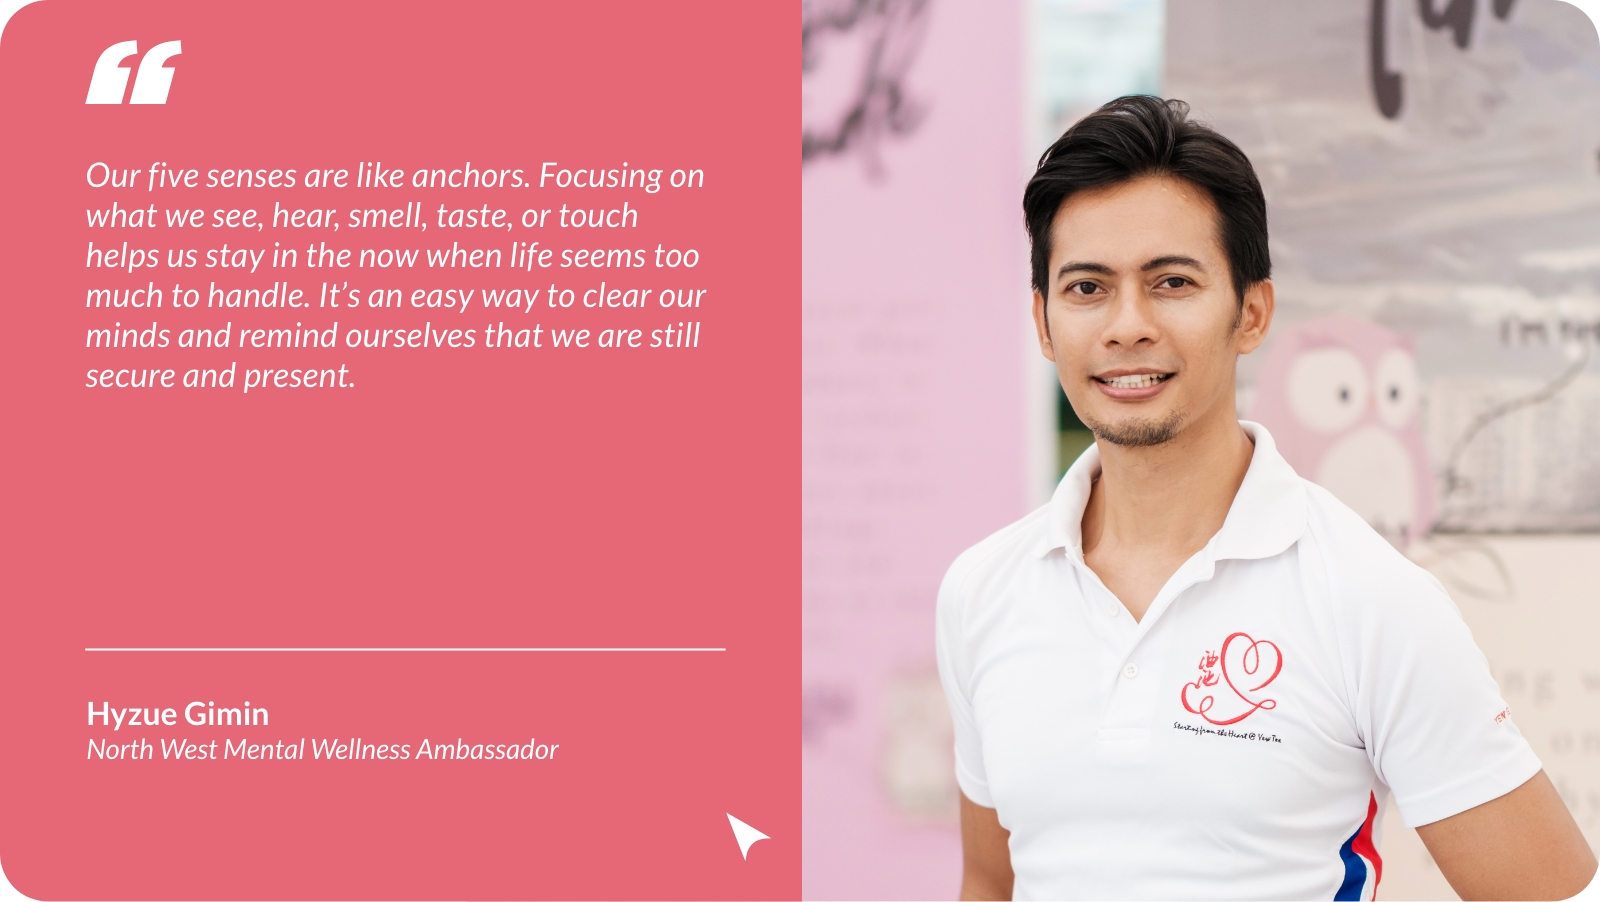 “
Our five senses are like anchors. Focusing on
what we see, hear, smell, taste, or touch
helps us stay in the now when life seems too
much to handle. It’s an easy way to clear our
minds and remind ourselves that we are still
secure and present.
Hyzue Gimin
North West Mental Wellness Ambassador
Starting from the Heart @ Yew Tee